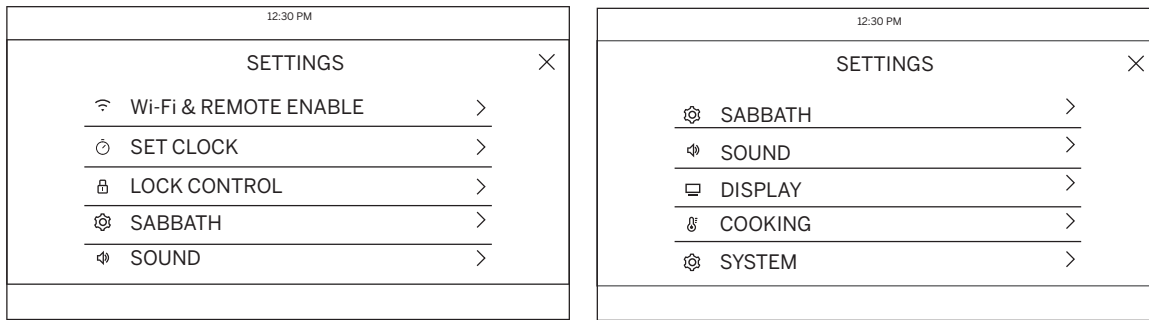 12:30 PM
SETTINGS
Wi-Fi & REMOTE ENABLE
SET CLOCK
LOCK CONTROL
SABBATH
SOUND
12:30 PM
SETTINGS
SABBATH
SOUND
DISPLAY
COOKING
SYSTEM